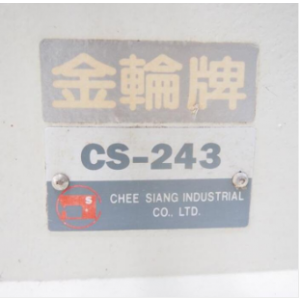 金輪牌
CS-243
CHEE SIANG INDUSTRIAL
CO., LTD.